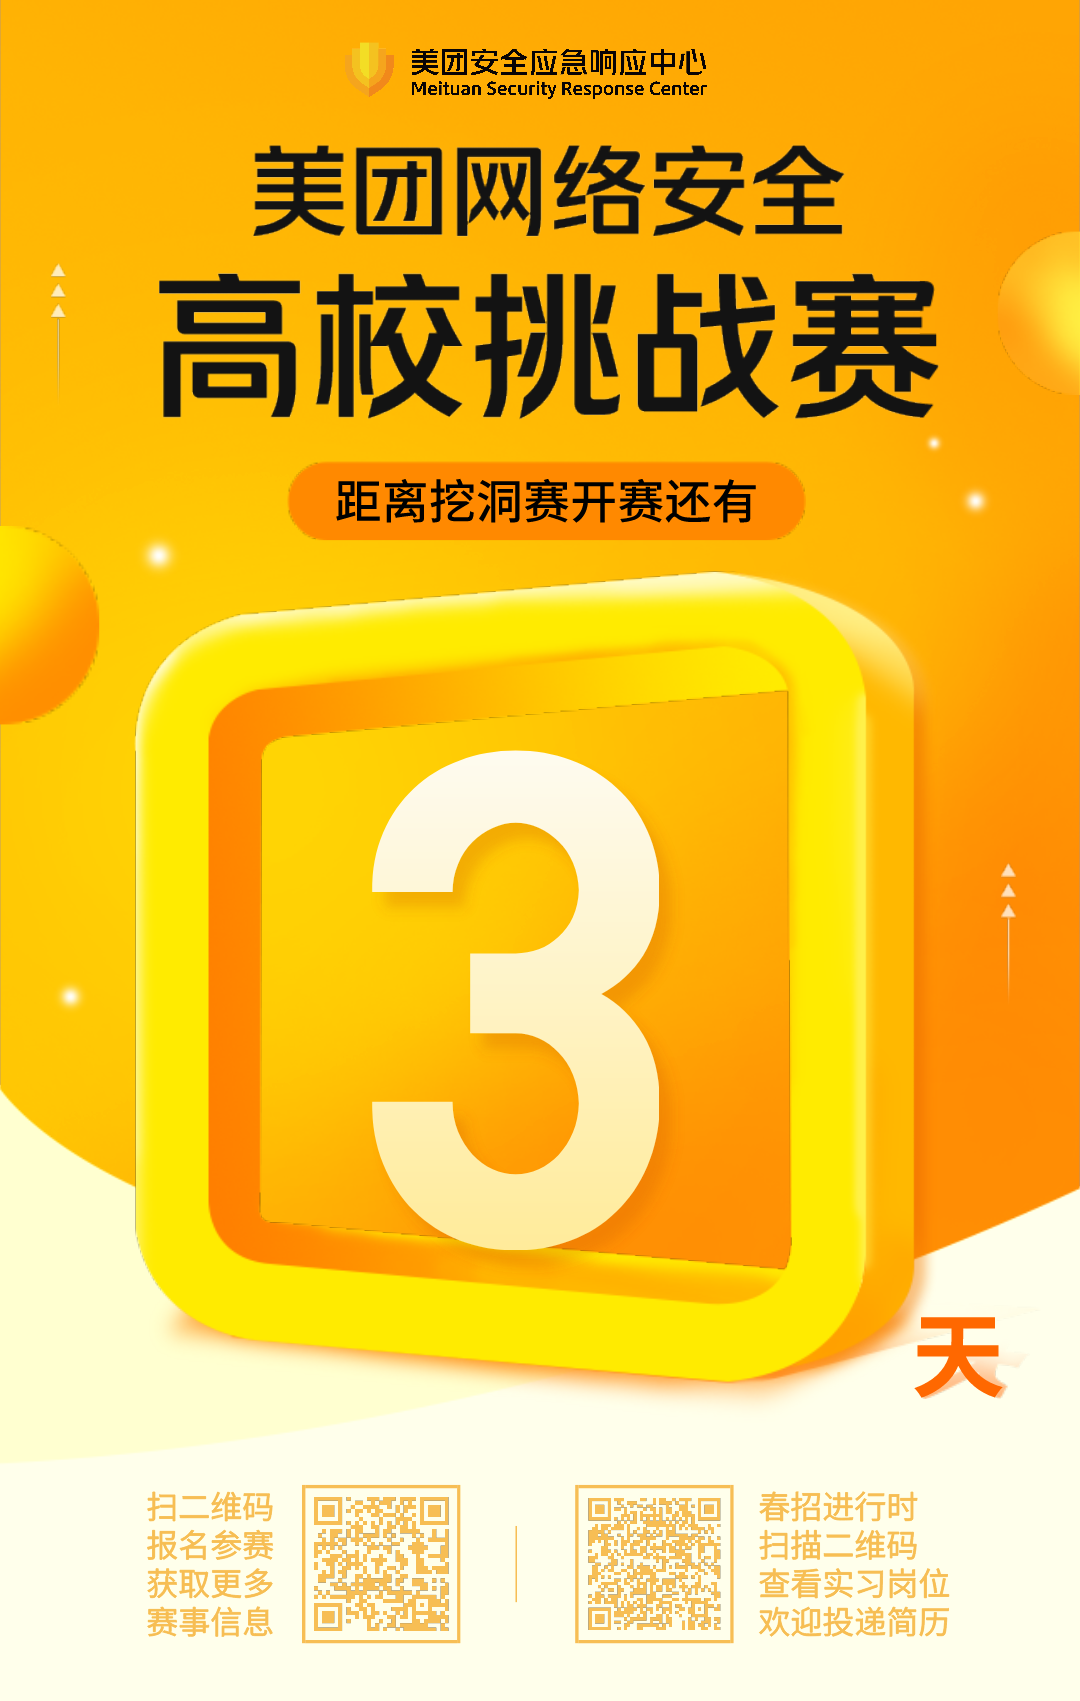 美团安全应急响应中心
Meituan Security Response Center
美团网络安全
高校挑战赛
距离挖洞赛开赛还有
3
天
扫二维码
报名参赛
获取更多
赛事信息
春招进行时
扫描二维码
查看实习岗位
欢迎投递简历